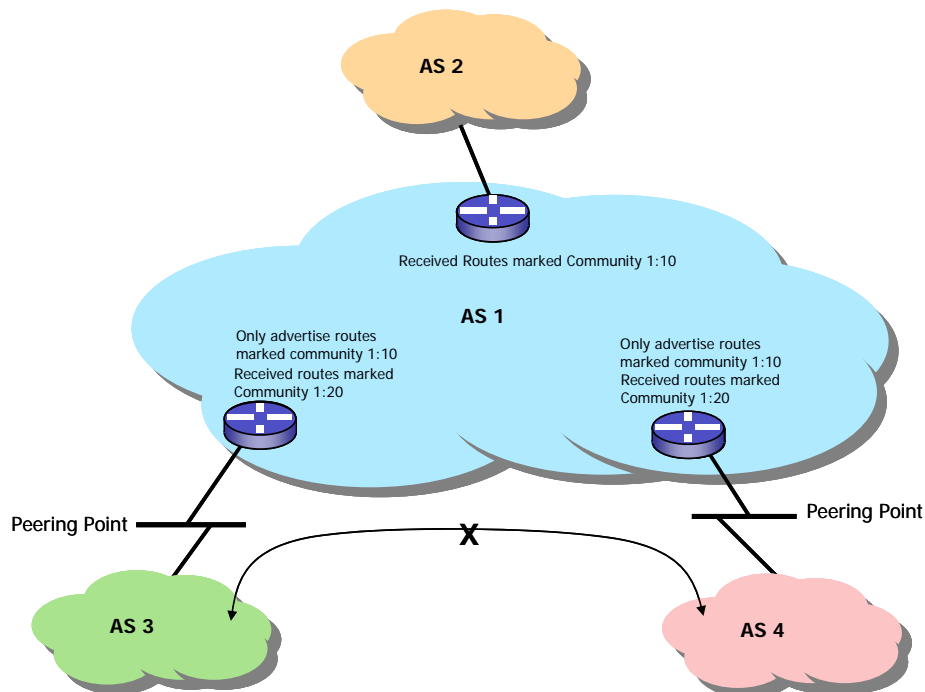 AS 2
Received Routes marked Community 1:10
AS 1
Only advertise routes
marked community 1:10
Received routes marked
Community 1:20
Only advertise routes
marked community 1:10
Received routes marked
Community 1:20
Peering Point
Peering Point
X
AS 3
AS 4